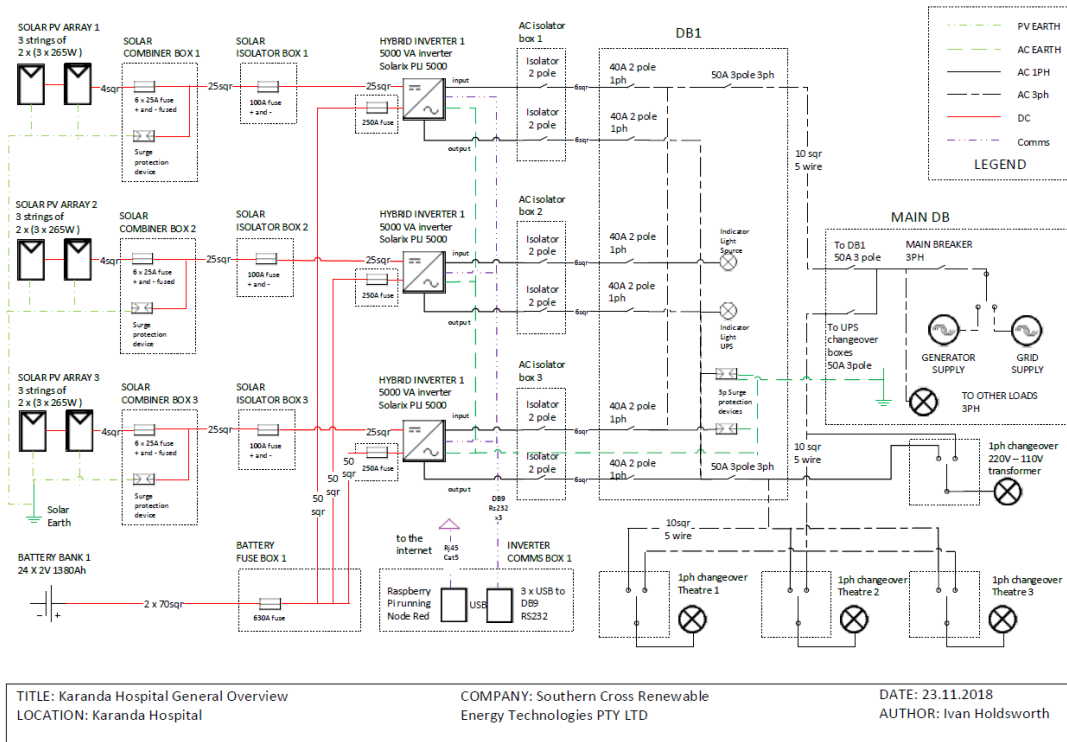 SOLAR PV ARRAY 1
3 strings of
2 x (3 x 265W )
SOLAR
COMBINER BOX 1
SOLAR
ISOLATOR BOX 1
HYBRID INVERTER 1
5000 VA inverter
Solarix PLI 5000
AC isolator
box 1
DB1
4sqr
6 x 25A fuse
+ and - fused
25sqr
100A fuse
+ and -
25sqr
250A fuse
input
output
Isolator
2 pole
Isolator
2 pole
6sqr
6sqr
40A 2 pole
1ph
40A 2 pole
1ph
50A 3pole 3ph
Surge
protection
device
PV EARTH
AC EARTH
AC 1PH
AC 3ph
DC
Comms
LEGEND
10 sqr
5 wire
SOLAR PV ARRAY 2
3 strings of
2 x (3 x 265W )
SOLAR
COMBINER BOX 2
SOLAR
ISOLATOR BOX 2
HYBRID INVERTER 1
5000 VA inverter
Solarix PLI 5000
AC isolator
box 2
4sqr
6 x 25A fuse
+ and - fused
25sqr
100A fuse
+ and -
25sqr
250A fuse
input
output
Isolator
2 pole
Isolator
2 pole
6sqr
6sqr
40A 2 pole
1ph
40A 2 pole
1ph
Indicator
Light
Source
Indicator
Light
UPS
Surge
protection
device
MAIN DB
To DB1
50A 3 pole
MAIN BREAKER
3PH
To UPS
changeover
boxes
50A 3pole
GENERATOR
SUPPLY
GRID
SUPPLY
TO OTHER LOADS
3PH
SOLAR PV ARRAY 3
3 strings of
2 x (3 x 265W )
SOLAR
COMBINER BOX 3
SOLAR
ISOLATOR BOX 3
HYBRID INVERTER 1
5000 VA inverter
Solarix PLI 5000
AC isolator
box 3
4sqr
6 x 25A fuse
+ and - fused
25sqr
100A fuse
+ and -
25sqr
250A fuse
input
output
Isolator
2 pole
Isolator
2 pole
6sqr
6sqr
40A 2 pole
1ph
40A 2 pole
1ph
3p Surge
protection
devices
50A 3pole 3ph
Surge
protection
device
Solar
Earth
50
sqr
50
sqr
50
sqr
DB9
Rs232
x3
10 sqr
5 wire
1ph changeover
220V – 110V
transformer
BATTERY BANK 1
24 X 2V 1380Ah
- +
2 x 70sqr
BATTERY
FUSE BOX 1
630A fuse
to the
internet
Rj45
Cat5
INVERTER
COMMS BOX 1
Raspberry
Pi running
Node Red
USB
3 x USB to
DB9
RS232
10sqr
5 wire
1ph changeover
Theatre 1
1ph changeover
Theatre 2
1ph changeover
Theatre 3
TITLE: Karanda Hospital General Overview
LOCATION: Karanda Hospital
COMPANY: Southern Cross Renewable
Energy Technologies PTY LTD
DATE: 23.11.2018
AUTHOR: Ivan Holdsworth